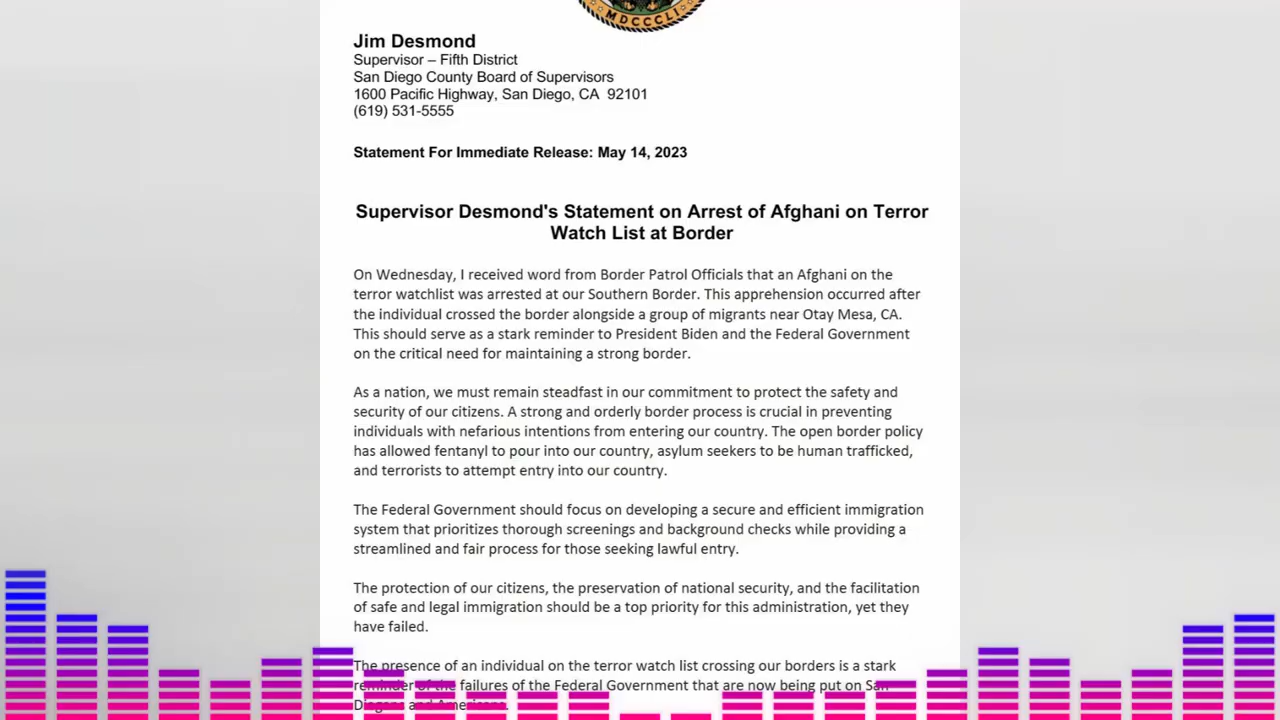 MDCCCLI
Jim Desmond
Supervisor – Fifth District
San Diego County Board of Supervisors
1600 Pacific Highway, San Diego, CA  92101
(619) 531-5555
Statement For Immediate Release: May 14, 2023
Supervisor Desmond's Statement on Arrest of Afghani on Terror
Watch List at Border
On Wednesday, I received word from Border Patrol Officials that an Afghani on the
terror watchlist was arrested at our Southern Border. This apprehension occurred after
the individual crossed the border alongside a group of migrants near Otay Mesa, CA.
This should serve as a stark reminder to President Biden and the Federal Government
on the critical need for maintaining a strong border.
As a nation, we must remain steadfast in our commitment to protect the safety and
security of our citizens. A strong and orderly border process is crucial in preventing
individuals with nefarious intentions from entering our country. The open border policy
has allowed fentanyl to pour into our country, asylum seekers to be human trafficked,
and terrorists to attempt entry into our country.
The Federal Government should focus on developing a secure and efficient immigration
system that prioritizes thorough screenings and background checks while providing a
streamlined and fair process for those seeking lawful entry.
The protection of our citizens, the preservation of national security, and the facilitation
of safe and legal immigration should be a top priority for this administration, yet they
have failed.
The presence of an individual on the terror watch list crossing our borders is a stark
reminder of the failures of the Federal Government that are now being put on San
Diegans and Americans.